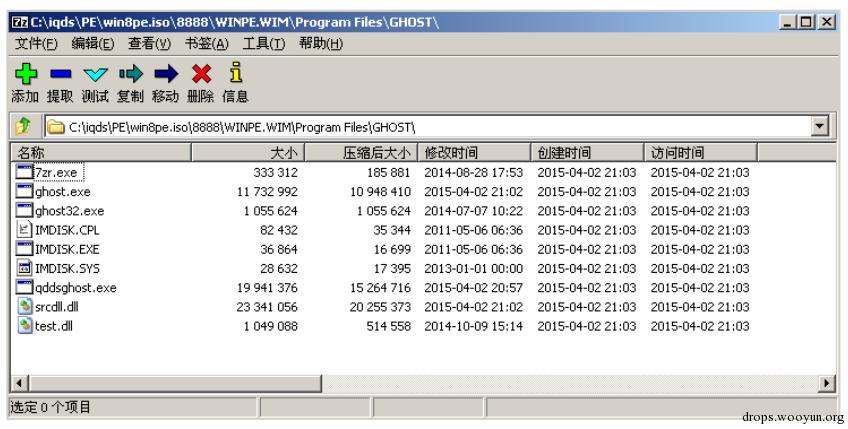 C:\iqds\PE\win8pe.iso\8888\WINPE.WIM\Program Files\GHOST\
文件(F) 编辑(E) 查看(V) 书签(A) 工具(T) 帮助(H)
添加 提取 测试 复制 移动 删除 信息
C:\iqds\PE\win8pe.iso\8888\WINPE.WIM\Program Files\GHOST\
名称 大小 压缩后大小 修改时间 创建时间 访问时间
7zr.exe 333 312 185 881 2014-08-28 17:53 2015-04-02 21:03 2015-04-02 21:03
ghost.exe 11 732 992 10 948 410 2015-04-02 21:02 2015-04-02 21:03 2015-04-02 21:03
ghost32.exe 1 055 624 1 055 624 2014-07-07 10:22 2015-04-02 21:03 2015-04-02 21:03
IMDISK.CPL 82 432 35 344 2011-05-06 06:36 2015-04-02 21:03 2015-04-02 21:03
IMDISK.EXE 36 864 16 699 2011-05-06 06:36 2015-04-02 21:03 2015-04-02 21:03
IMDISK.SYS 28 632 17 395 2013-01-01 00:00 2015-04-02 21:03 2015-04-02 21:03
qddsghost.exe 19 941 376 15 264 716 2015-04-02 20:57 2015-04-02 21:03 2015-04-02 21:03
srcdll.dll 23 341 056 20 255 373 2015-04-02 21:02 2015-04-02 21:03 2015-04-02 21:03
test.dll 1 049 088 514 558 2014-10-09 15:14 2015-04-02 21:03 2015-04-02 21:03
选定 0 个项目
drops.wooyun.org